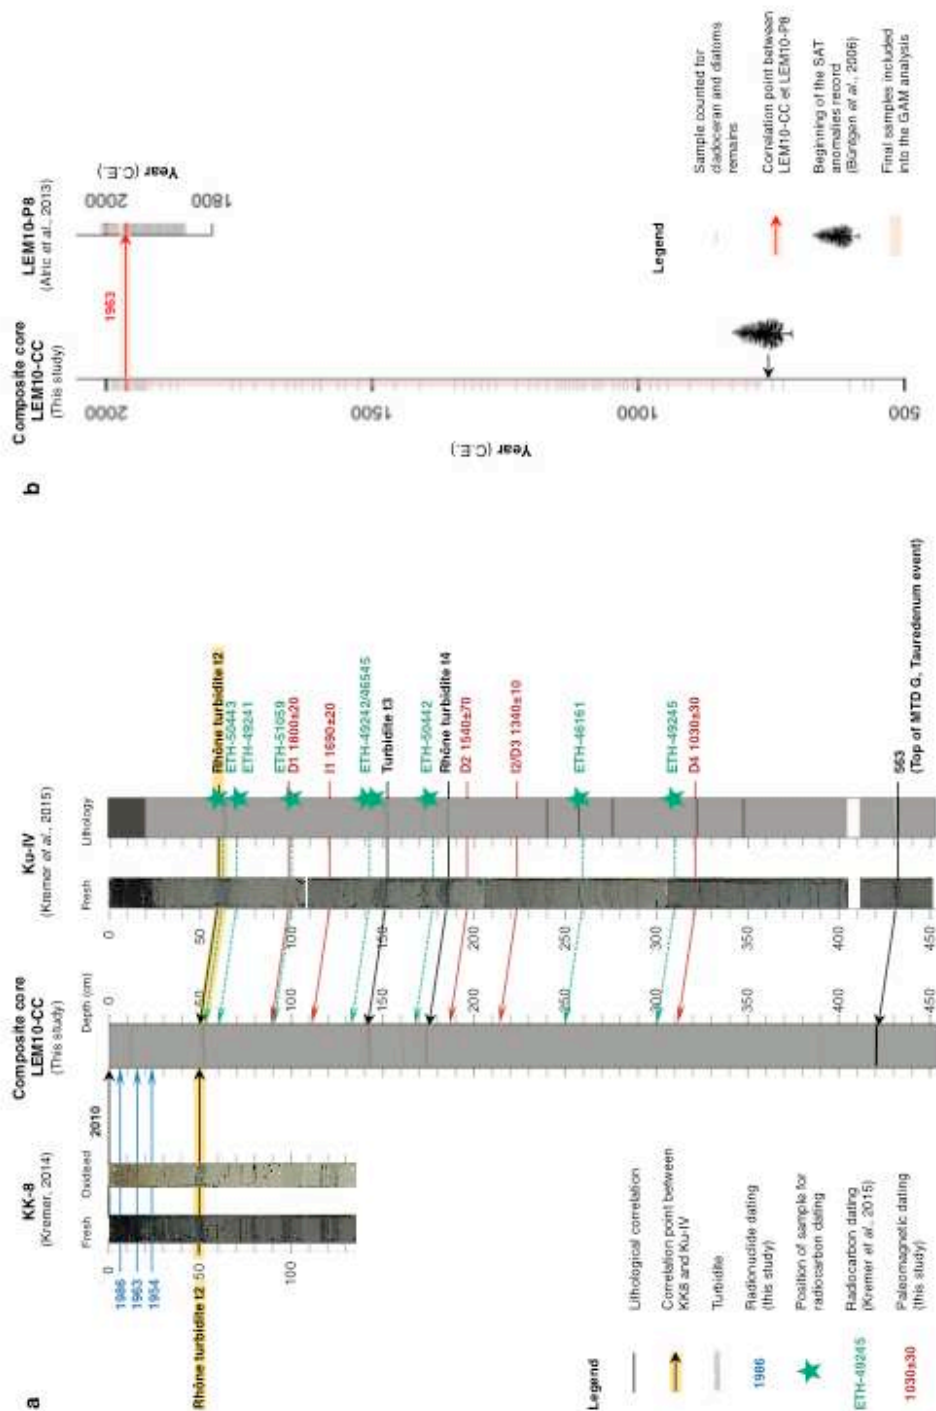 a
KK-8
(Kremer, 2014)
Fresh
Oxidised
0
50
100
1986
1963
1954
Rhône turbidite t2
2010
Composite core
LEM10-CC
(This study)
Depth (cm)
0
50
100
150
200
250
300
350
400
450
Ku-IV
(Kremer et al., 2015)
Fresh
Lithology
0
50
100
150
200
250
300
350
400
450
Rhône turbidite t2
ETH-50443
ETH-49241
ETH-51059
D1 1800±20
I1 1690±20
ETH-49242/46545
Turbidite t3
ETH-50442
Rhône turbidite t4
D2 1540±70
I2/D3 1340±10
ETH-46161
ETH-49245
D4 1030±30
563
(Top of MTD G, Tauredenum event)
Legend
Lithological correlation
Correlation point between
KK8 and Ku-IV
Turbidite
1986
Radionuclide dating
(this study)
Position of sample for
radiocarbon dating
ETH-49245
Radiocarbon dating
(Kremer et al., 2015)
1030±30
Paleomagnetic dating
(this study)
b
Composite core
LEM10-CC
(This study)
Year (C.E.)
2000
1500
1000
500
1963
LEM10-P8
(Alric et al., 2013)
2000
1800
Year (C.E.)
Legend
Sample counted for
cladoceran and diatoms
remains
Correlation point between
LEM10-CC et LEM10-P8
Beginning of the SAT
anomalies record
(Büntgen et al., 2006)
Final samples included
into the GAM analysis